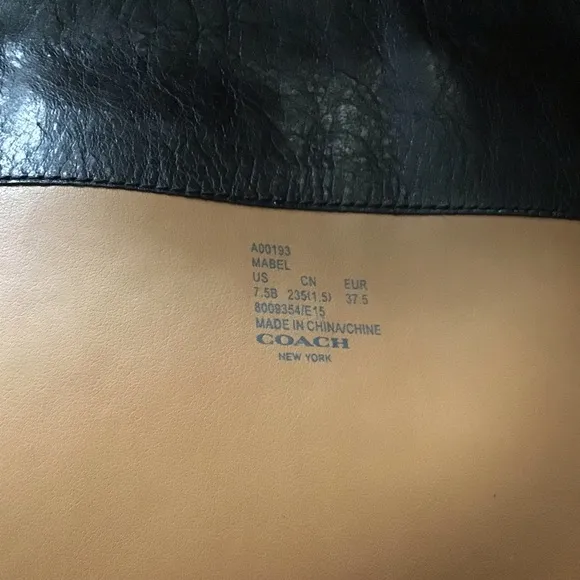 A00193
MABEL
US CN EUR
7.5B 235(1.5) 37.5
8009354/E15
MADE IN CHINA/CHINE
COACH
NEW YORK